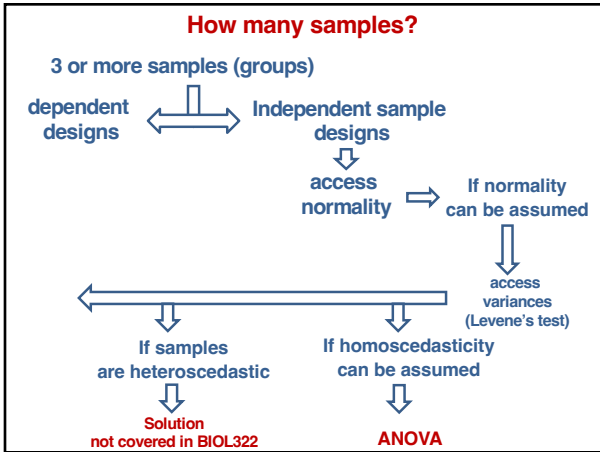 How many samples?
3 or more samples (groups)
dependent
designs
Independent sample
designs
access
normality
If normality
can be assumed
access
variances
(Levene's test)
If samples
are heteroscedastic
If homoscedasticity
can be assumed
Solution
not covered in BIOL322
ANOVA